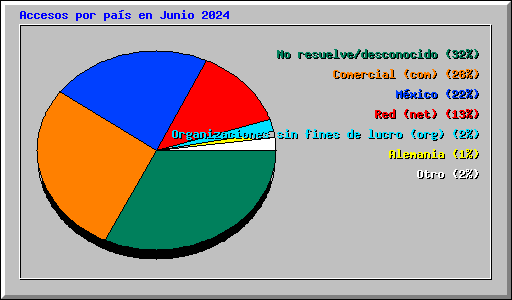 Accesos por país en Junio 2024
No resuelve/desconocido (32%)
Comercial (com) (28%)
México (22%)
Red (net) (13%)
Organizaciones sin fines de lucro (org) (2%)
Alemania (1%)
Otro (2%)